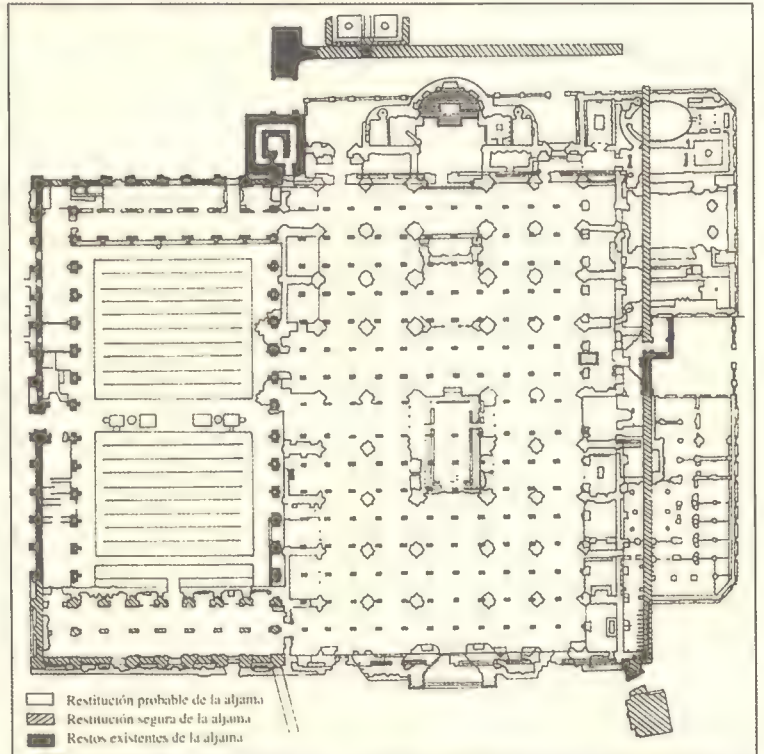 Restitución probable de la aljama
Restitución segura de la aljama
Restos existentes de la aljama